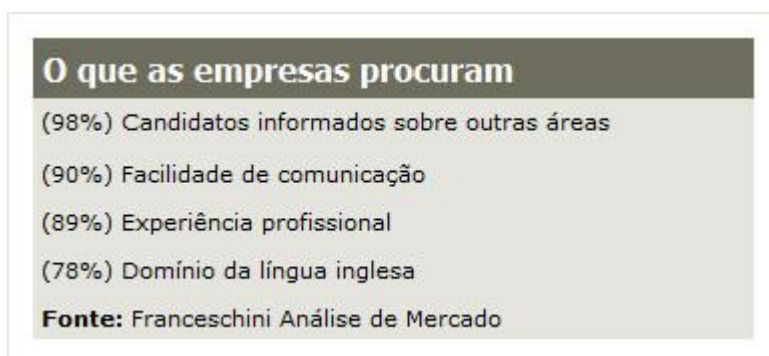 O que as empresas procuram
(98%) Candidatos informados sobre outras áreas
(90%) Facilidade de comunicação
(89%) Experiência profissional
(78%) Domínio da língua inglesa
Fonte: Franceschini Análise de Mercado